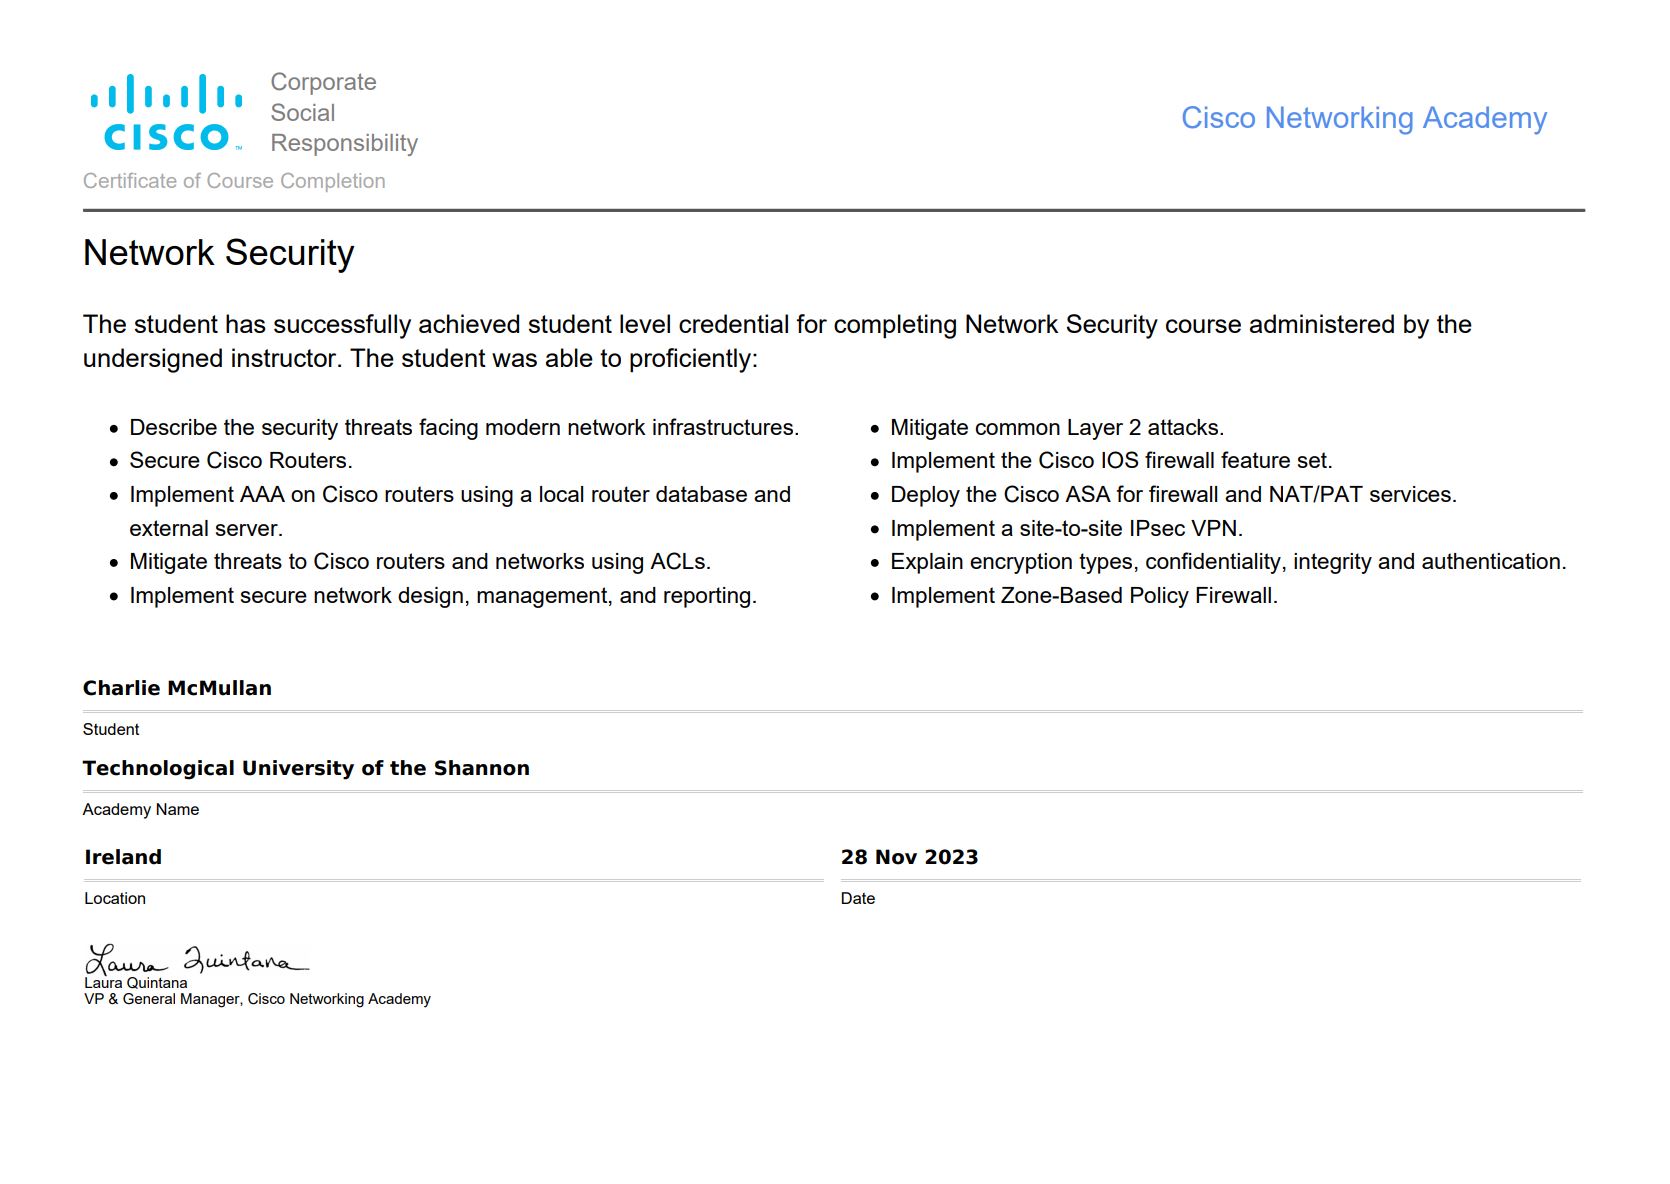 CISCO™
Corporate
Social
Responsibility
Cisco Networking Academy
Certificate of Course Completion
Network Security
The student has successfully achieved student level credential for completing Network Security course administered by the
undersigned instructor. The student was able to proficiently:
• Describe the security threats facing modern network infrastructures.
• Secure Cisco Routers.
• Implement AAA on Cisco routers using a local router database and
external server.
• Mitigate threats to Cisco routers and networks using ACLs.
• Implement secure network design, management, and reporting.
• Mitigate common Layer 2 attacks.
• Implement the Cisco IOS firewall feature set.
• Deploy the Cisco ASA for firewall and NAT/PAT services.
• Implement a site-to-site IPsec VPN.
• Explain encryption types, confidentiality, integrity and authentication.
• Implement Zone-Based Policy Firewall.
Charlie McMullan
Student
Technological University of the Shannon
Academy Name
Ireland
Location
28 Nov 2023
Date
Laura Quintana
Laura Quintana
VP & General Manager, Cisco Networking Academy